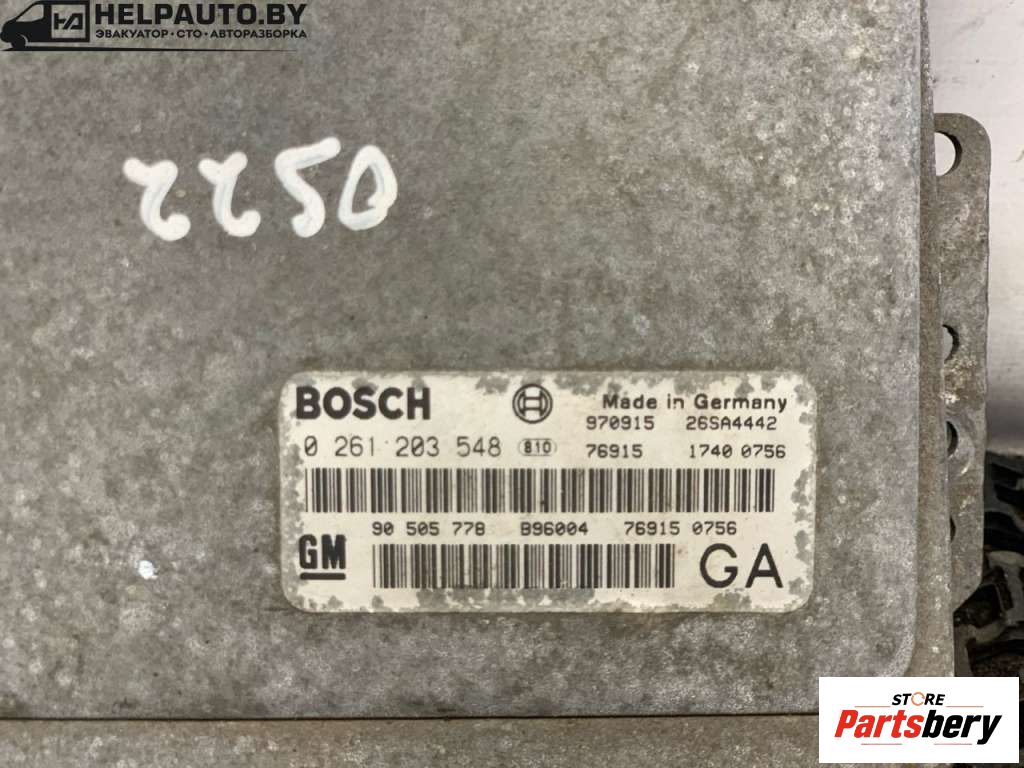 HELPAUTO.BY
ЭВАКУАТОР • СТО • АВТОРАЗБОРКА
2250
BOSCH Made in Germany
970915 26SA4442
0 261 203 548 810 76915 1740 0756
90 505 778 B96004 76915 0756
GM GA
STORE
Partsbery